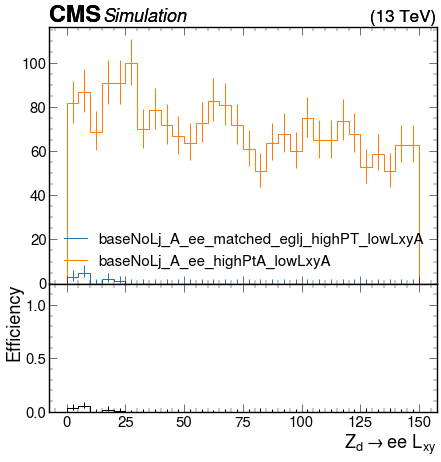 CMS Simulation (13 TeV)
100
80
60
40
20
0
baseNoLj_A_ee_matched_eglj_highPT_lowLxyA
baseNoLj_A_ee_highPtA_lowLxyA
Efficiency
1.0
0.5
0.0
0 25 50 75 100 125 150
Z_d → ee L_xy